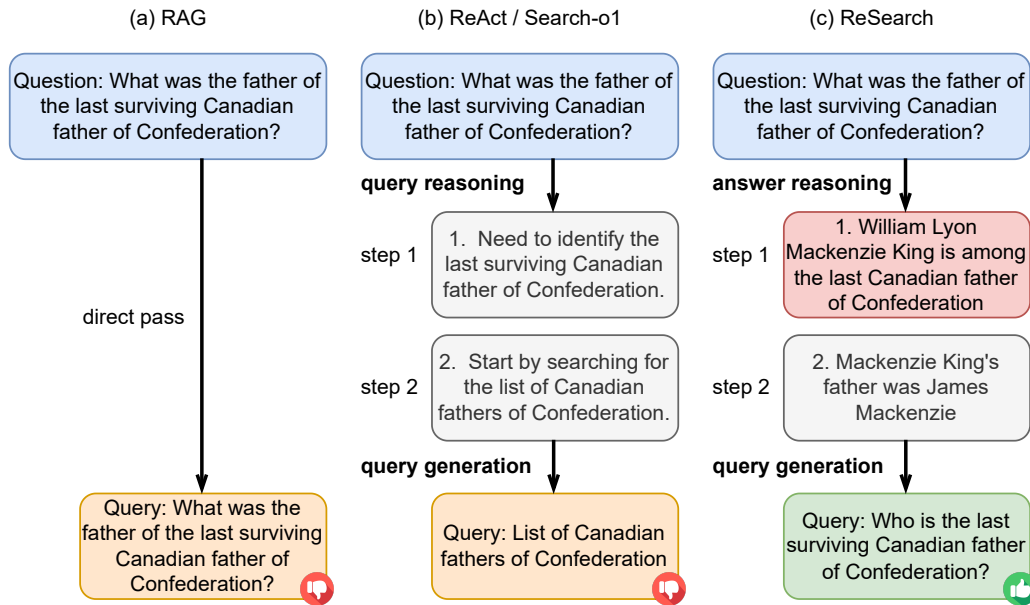 (a) RAG
Question: What was the father of
the last surviving Canadian
father of Confederation?
direct pass
Query: What was the
father of the last surviving
Canadian father of
Confederation?
(b) ReAct / Search-o1
Question: What was the father of
the last surviving Canadian
father of Confederation?
query reasoning
step 1
1. Need to identify the
last surviving Canadian
father of Confederation.
step 2
2. Start by searching for
the list of Canadian
fathers of Confederation.
query generation
Query: List of Canadian
fathers of Confederation
(c) ReSearch
Question: What was the father of
the last surviving Canadian
father of Confederation?
answer reasoning
step 1
1. William Lyon
Mackenzie King is among
the last Canadian father
of Confederation
step 2
2. Mackenzie King's
father was James
Mackenzie
query generation
Query: Who is the last
surviving Canadian father
of Confederation?